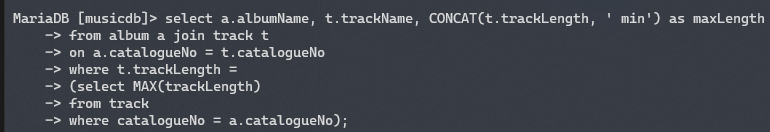 MariaDB [musicdb]> select a.albumName, t.trackName, CONCAT(t.trackLength, ' min') as maxLength
    -> from album a join track t
    -> on a.catalogueNo = t.catalogueNo
    -> where t.trackLength =
    -> (select MAX(trackLength)
    -> from track
    -> where catalogueNo = a.catalogueNo);